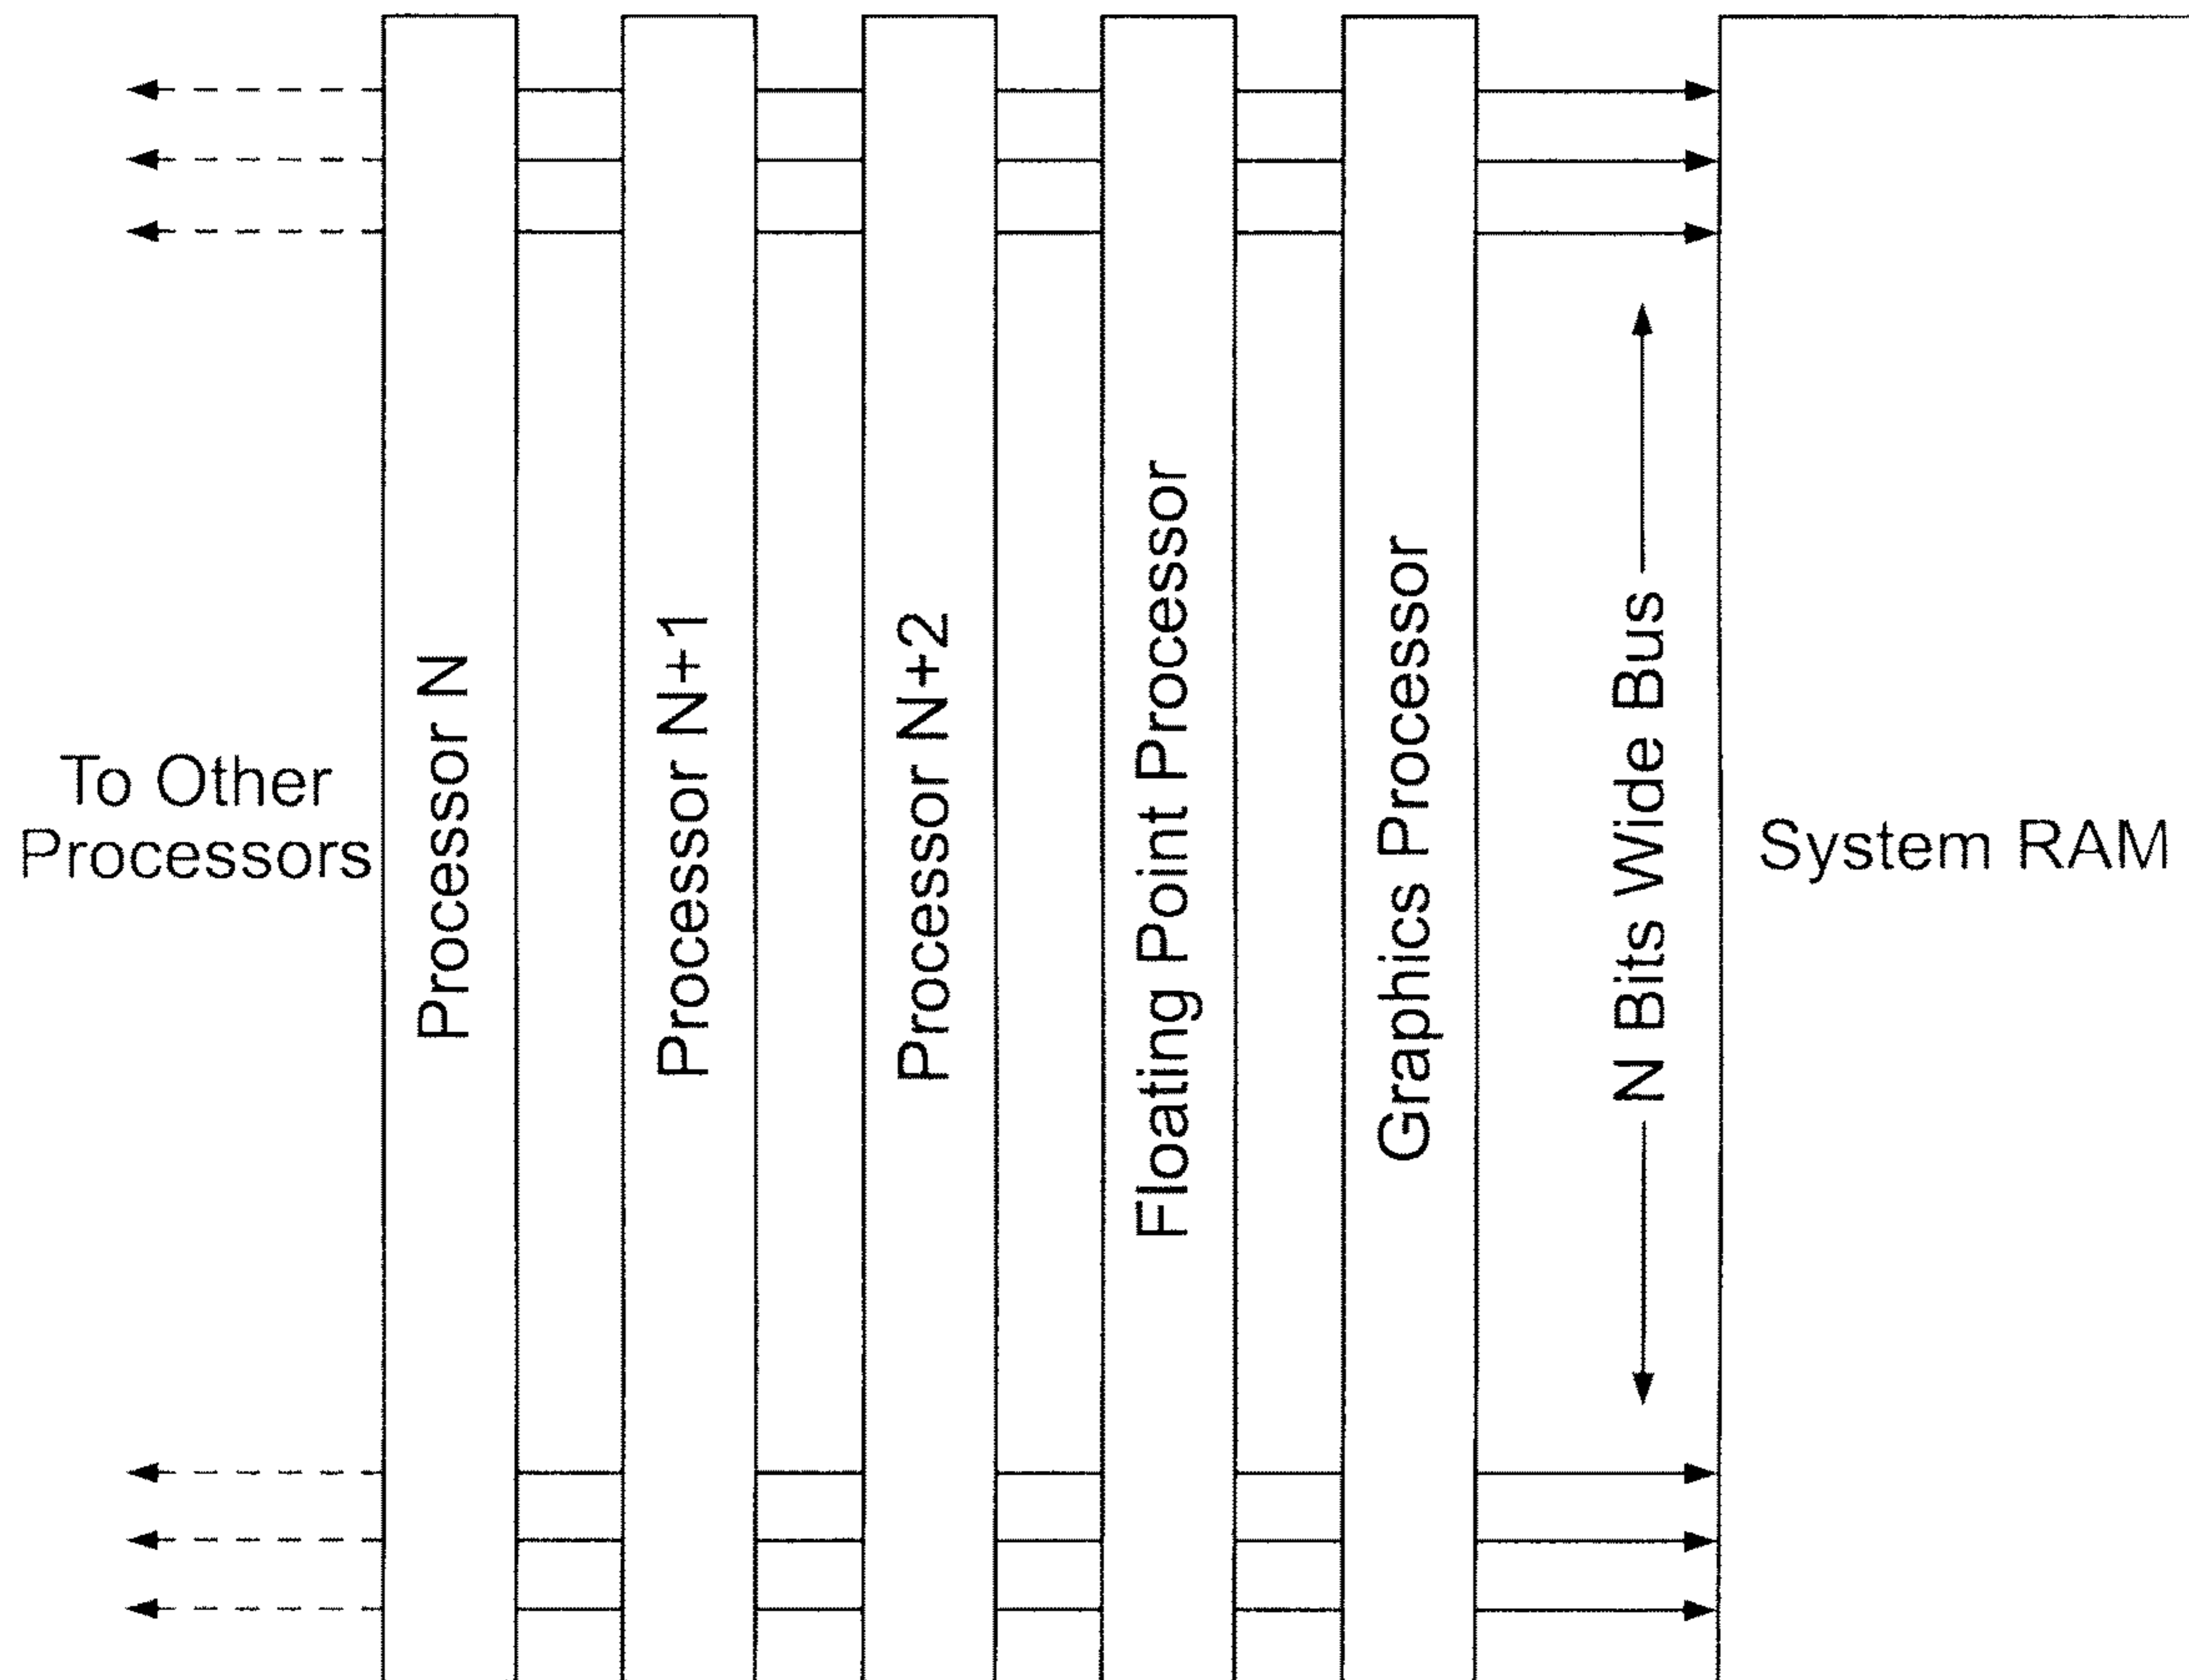 To Other
Processors
Processor N
Processor N+1
Processor N+2
Floating Point Processor
Graphics Processor
N Bits Wide Bus
System RAM